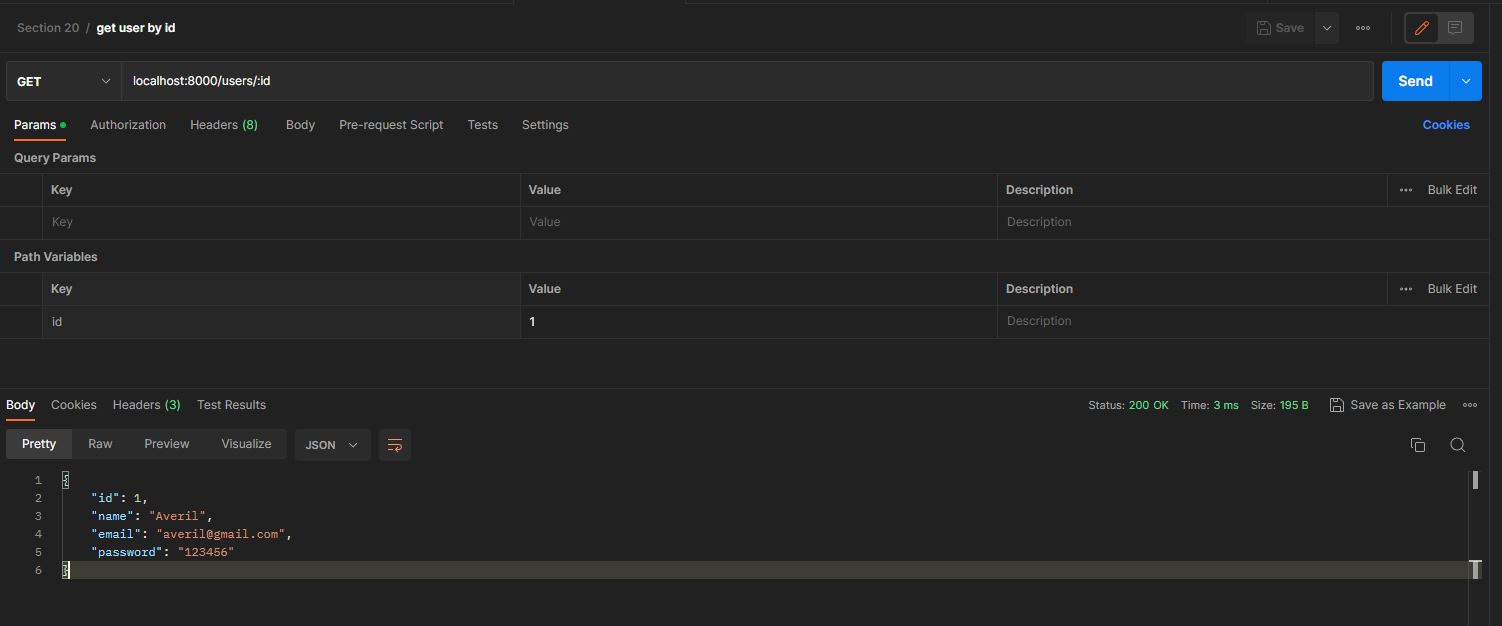 Section 20 / get user by id Save
GET localhost:8000/users/:id Send
Params Authorization Headers (8) Body Pre-request Script Tests Settings Cookies
Query Params
Key Value Description Bulk Edit
Key Value Description
Path Variables
Key Value Description Bulk Edit
id 1 Description
Body Cookies Headers (3) Test Results Status: 200 OK Time: 3 ms Size: 195 B Save as Example
Pretty Raw Preview Visualize JSON
1 {
2 "id": 1,
3 "name": "Averil",
4 "email": "averil@gmail.com",
5 "password": "123456"
6 }